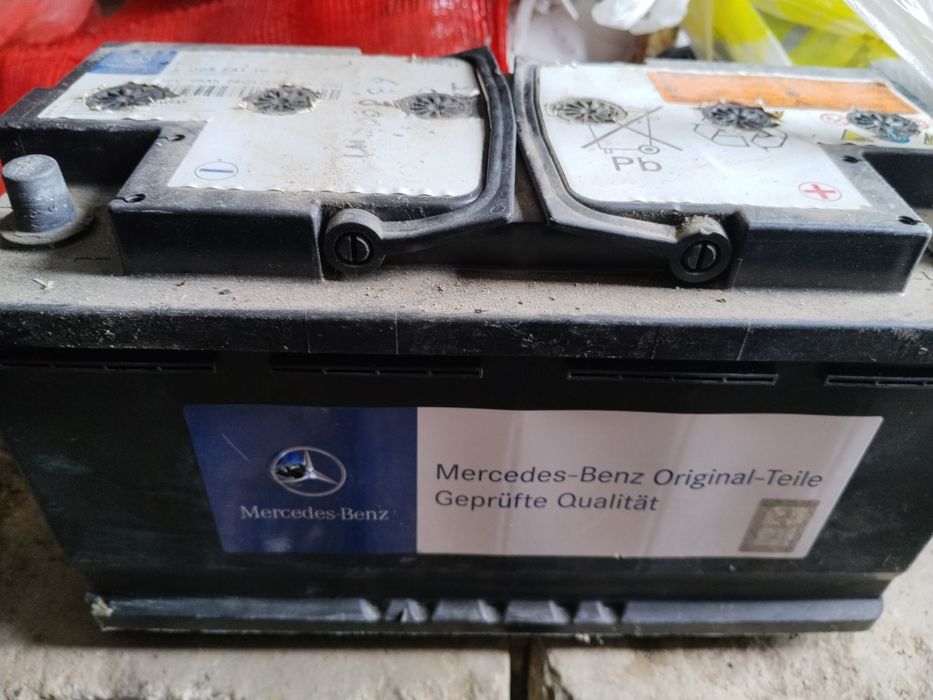 Pb
Mercedes-Benz
Mercedes-Benz Original-Teile
Geprüfte Qualität